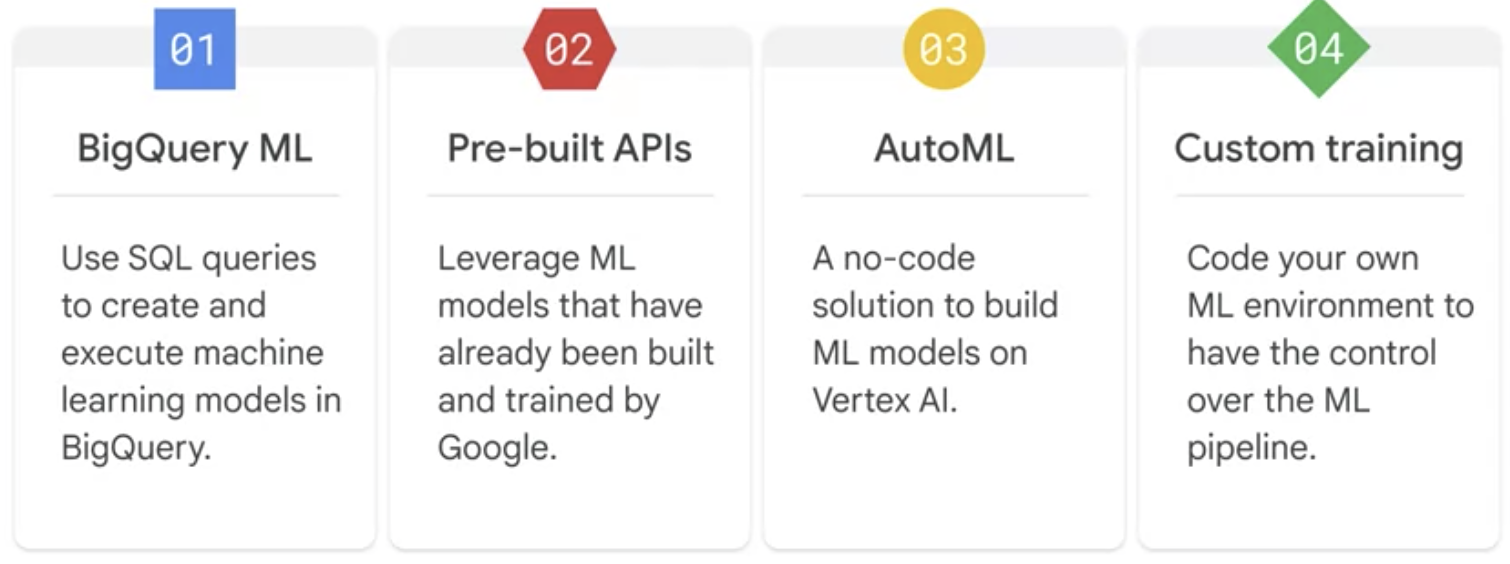 01
BigQuery ML
Use SQL queries
to create and
execute machine
learning models in
BigQuery.
02
Pre-built APIs
Leverage ML
models that have
already been built
and trained by
Google.
03
AutoML
A no-code
solution to build
ML models on
Vertex AI.
04
Custom training
Code your own
ML environment to
have the control
over the ML
pipeline.